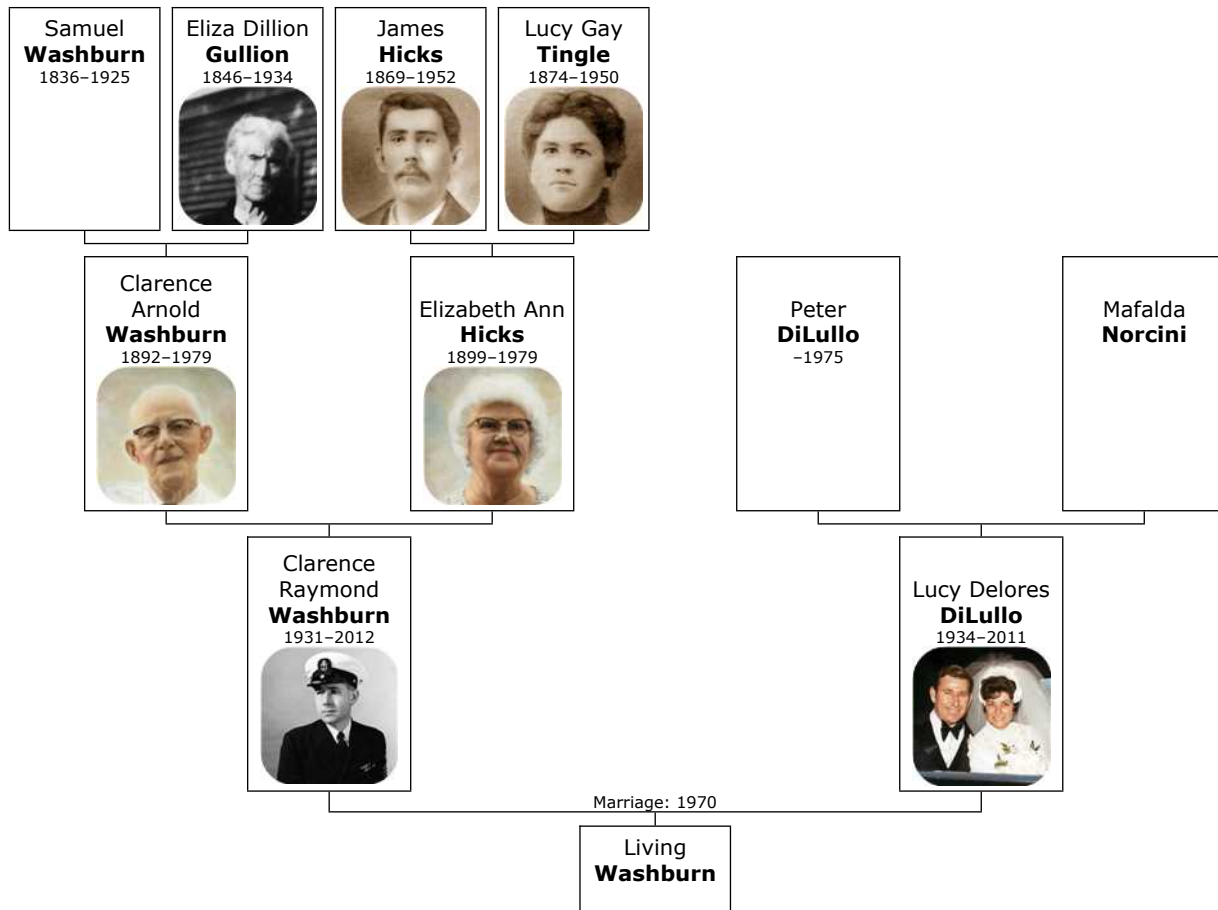 Samuel
Washburn
1836–1925
Eliza Dillion
Gullion
1846–1934
James
Hicks
1869–1952
Lucy Gay
Tingle
1874–1950
Clarence
Arnold
Washburn
1892–1979
Elizabeth Ann
Hicks
1899–1979
Peter
DiLullo
–1975
Mafalda
Norcini
Clarence
Raymond
Washburn
1931–2012
Lucy Delores
DiLullo
1934–2011
Marriage: 1970
Living
Washburn